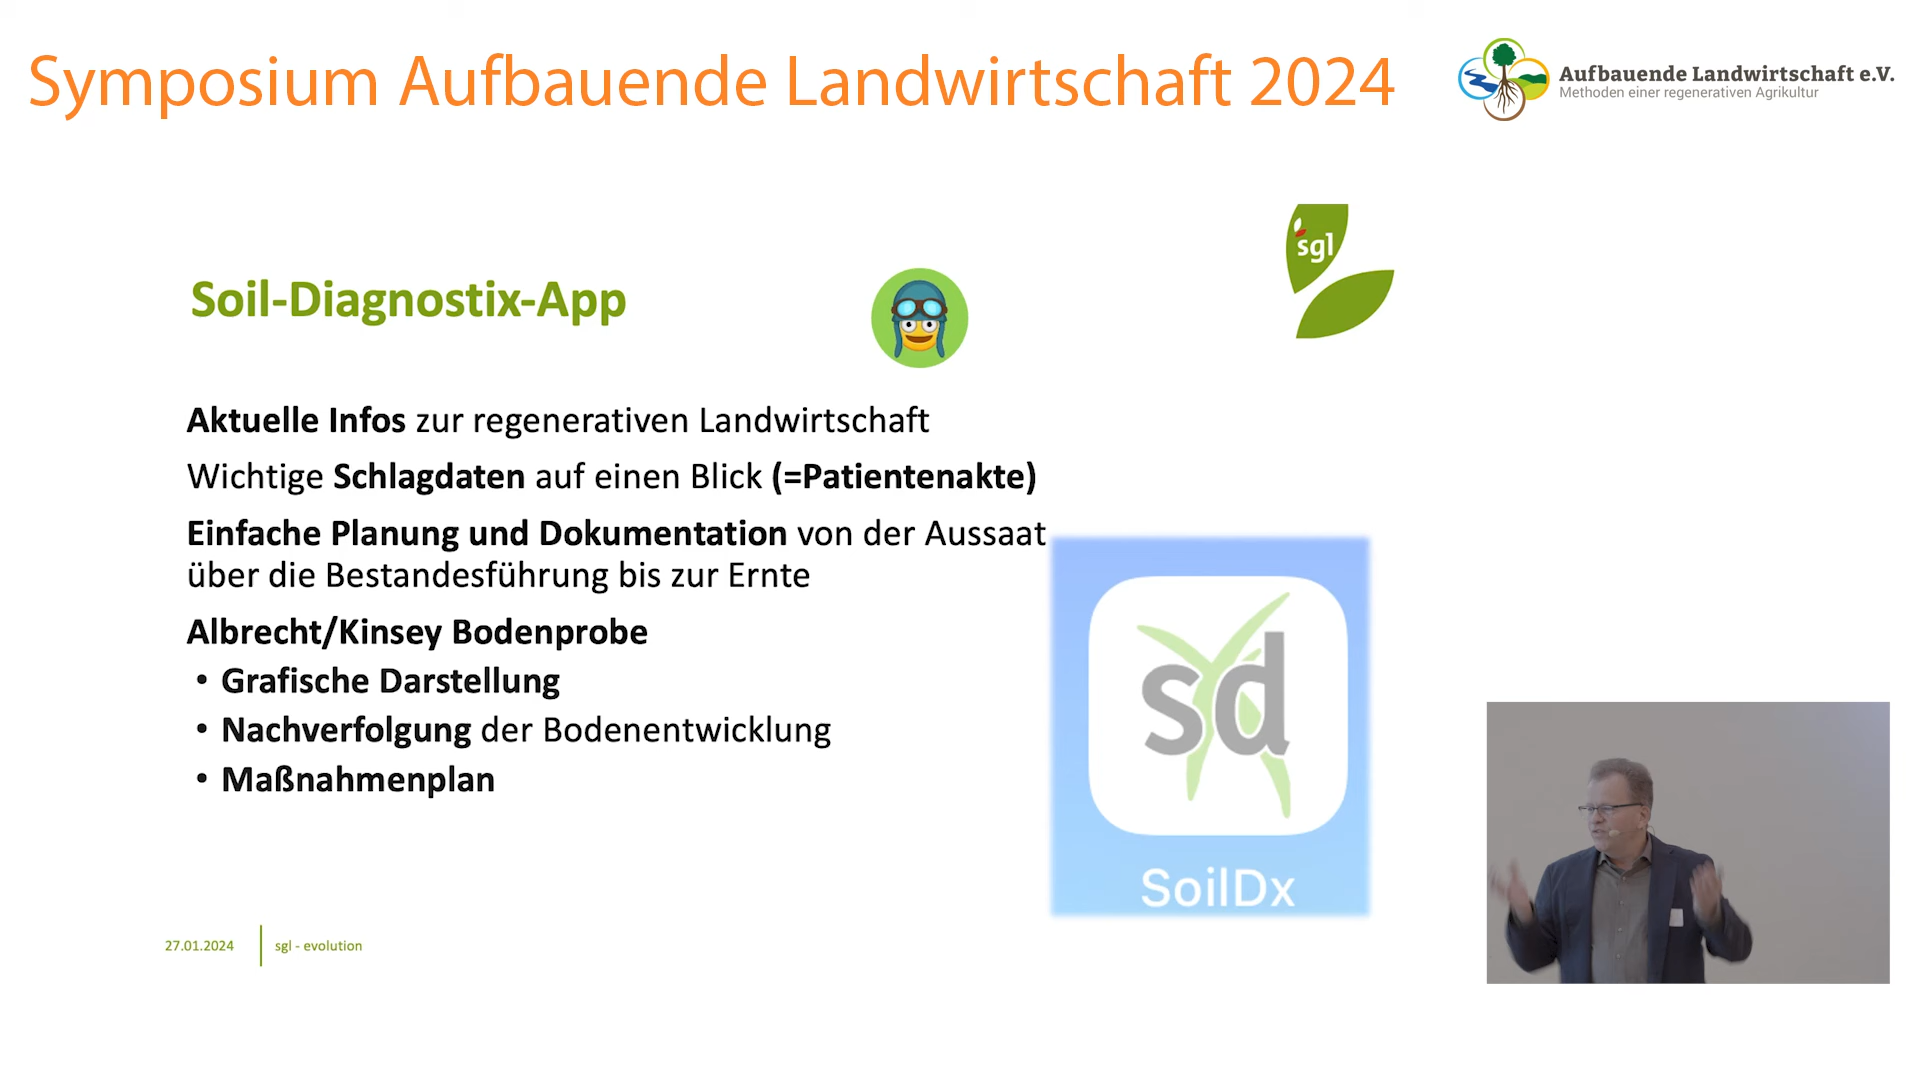 Symposium Aufbauende Landwirtschaft 2024
Aufbauende Landwirtschaft e.V.
Methoden einer regenerativen Agrikultur
sgl
Soil-Diagnostix-App
Aktuelle Infos zur regenerativen Landwirtschaft
Wichtige Schlagdaten auf einen Blick (=Patientenakte)
Einfache Planung und Dokumentation von der Aussaat
über die Bestandesführung bis zur Ernte
Albrecht/Kinsey Bodenprobe
• Grafische Darstellung
• Nachverfolgung der Bodenentwicklung
• Maßnahmenplan
sd
SoilDx
27.01.2024
sgl - evolution